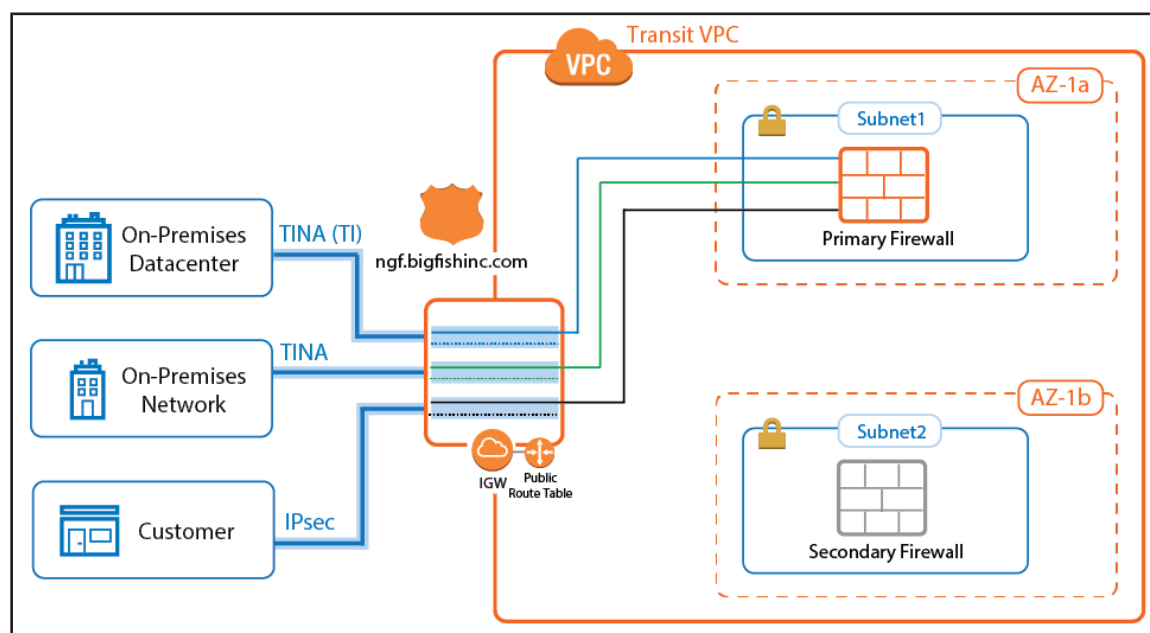 Transit VPC
VPC
AZ-1a
Subnet1
Primary Firewall
On-Premises
Datacenter
TINA (TI)
ngf.bigfishinc.com
On-Premises
Network
TINA
Customer
IPsec
IGW
Public
Route Table
AZ-1b
Subnet2
Secondary Firewall